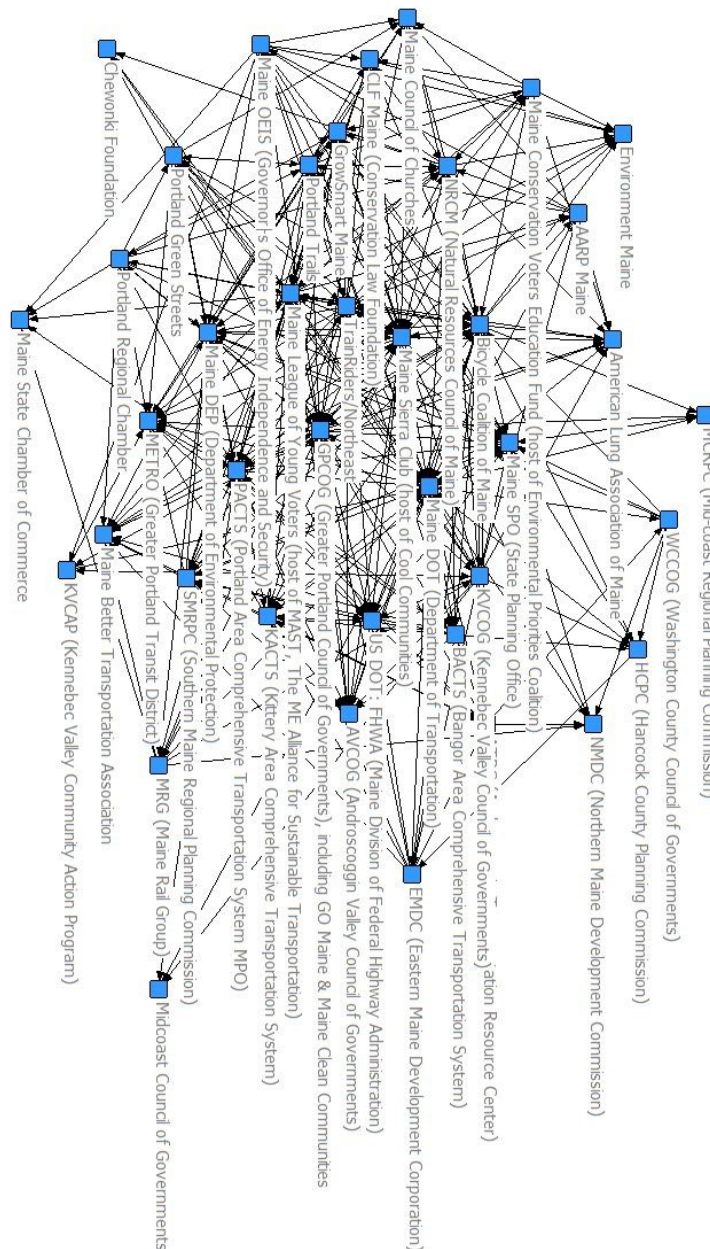 Maine Council of Churches
Maine OEIS (Governor's Office of Energy Independence and Security)
Chewonki Foundation
CLF Maine (Conservation Law Foundation)
Maine Conservation Voters Education Fund (host of Environmental Priorities Coalition)
GrowSmart Maine
Environment Maine
Portland Green Streets
Portland Trails
NRCM (Natural Resources Council of Maine)
AARP Maine
Portland Regional Chamber
Maine League of Young Voters (host of MAST, The ME Alliance for Sustainable Transportation)
Trainriders/Northeast
Maine State Chamber of Commerce
Bicycle Coalition of Maine
Maine DEP (Department of Environmental Protection)
Maine Sierra Club (host of Cool Communities)
American Lung Association of Maine
MCRPC (Mid-Coast Regional Planning Commission)
METRO (Greater Portland Transit District)
GPCOG (Greater Portland Council of Governments), including GO Maine & Maine Clean Communities
Maine SPO (State Planning Office)
PACTS (Portland Area Comprehensive Transportation System MPO
Maine DOT (Department of Transportation)
WCCOG (Washington County Council of Governments)
Maine Better Transportation Association
KVCAP (Kennebec Valley Community Action Program)
SMRPC (Southern Maine Regional Planning Commission)
KVCOG (Kennebec Valley Council of Governments)
ation Resource Center)
KACTS (Kittery Area Comprehensive Transportation System)
US DOT: FHWA (Maine Division of Federal Highway Administration)
BACTS (Bangor Area Comprehensive Transportation System)
HCPC (Hancock County Planning Commission)
AVCOG (Androscoggin Valley Council of Governments)
NMDC (Northern Maine Development Commission)
MRG (Maine Rail Group)
EMDC (Eastern Maine Development Corporation)
Midcoast Council of Governments